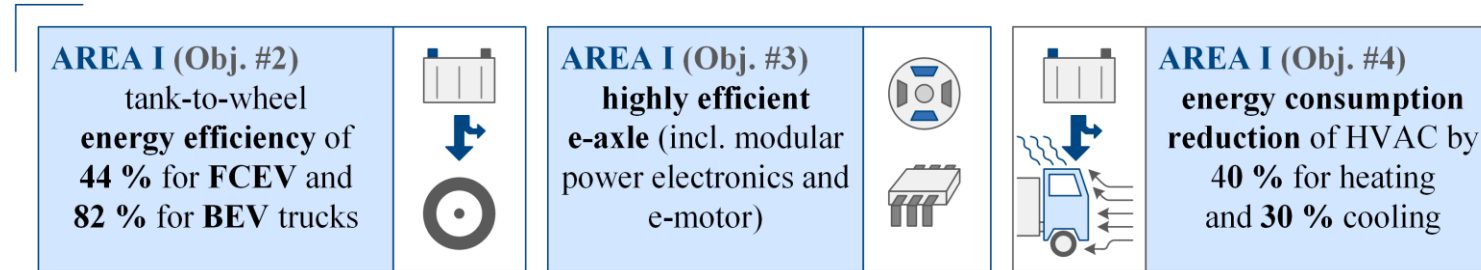 AREA I (Obj. #2)
tank-to-wheel
energy efficiency of
44 % for FCEV and
82 % for BEV trucks
AREA I (Obj. #3)
highly efficient
e-axle (incl. modular
power electronics and
e-motor)
AREA I (Obj. #4)
energy consumption
reduction of HVAC by
40 % for heating
and 30 % cooling